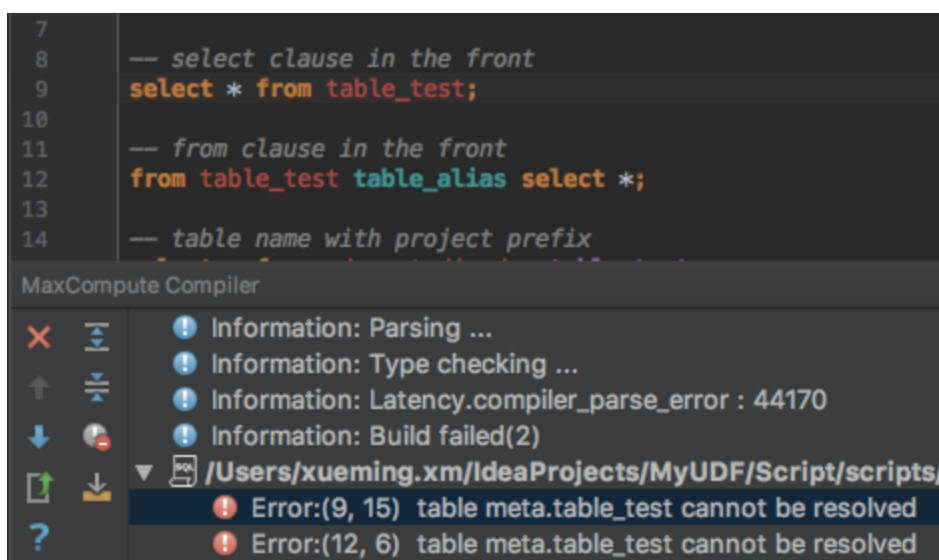 7
8 -- select clause in the front
9 select * from table_test;
10
11 -- from clause in the front
12 from table_test table_alias select *;
13
14 -- table name with project prefix
MaxCompute Compiler
Information: Parsing ...
Information: Type checking ...
Information: Latency.compiler_parse_error : 44170
Information: Build failed(2)
SQL /Users/xueming.xm/IdeaProjects/MyUDF/Script/scripts/
Error:(9, 15) table meta.table_test cannot be resolved
Error:(12, 6) table meta.table_test cannot be resolved